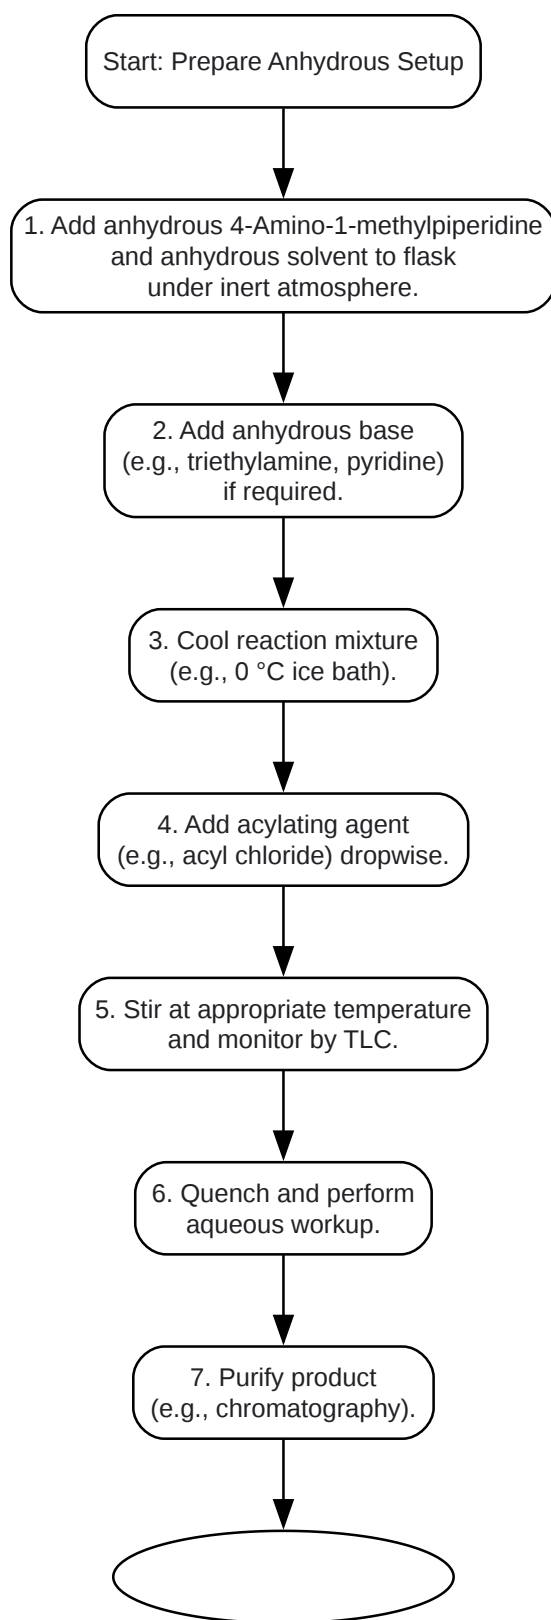 Start: Prepare Anhydrous Setup
1. Add anhydrous 4-Amino-1-methylpiperidine
and anhydrous solvent to flask
under inert atmosphere.
2. Add anhydrous base
(e.g., triethylamine, pyridine)
if required.
3. Cool reaction mixture
(e.g., 0 °C ice bath).
4. Add acylating agent
(e.g., acyl chloride) dropwise.
5. Stir at appropriate temperature
and monitor by TLC.
6. Quench and perform
aqueous workup.
7. Purify product
(e.g., chromatography).